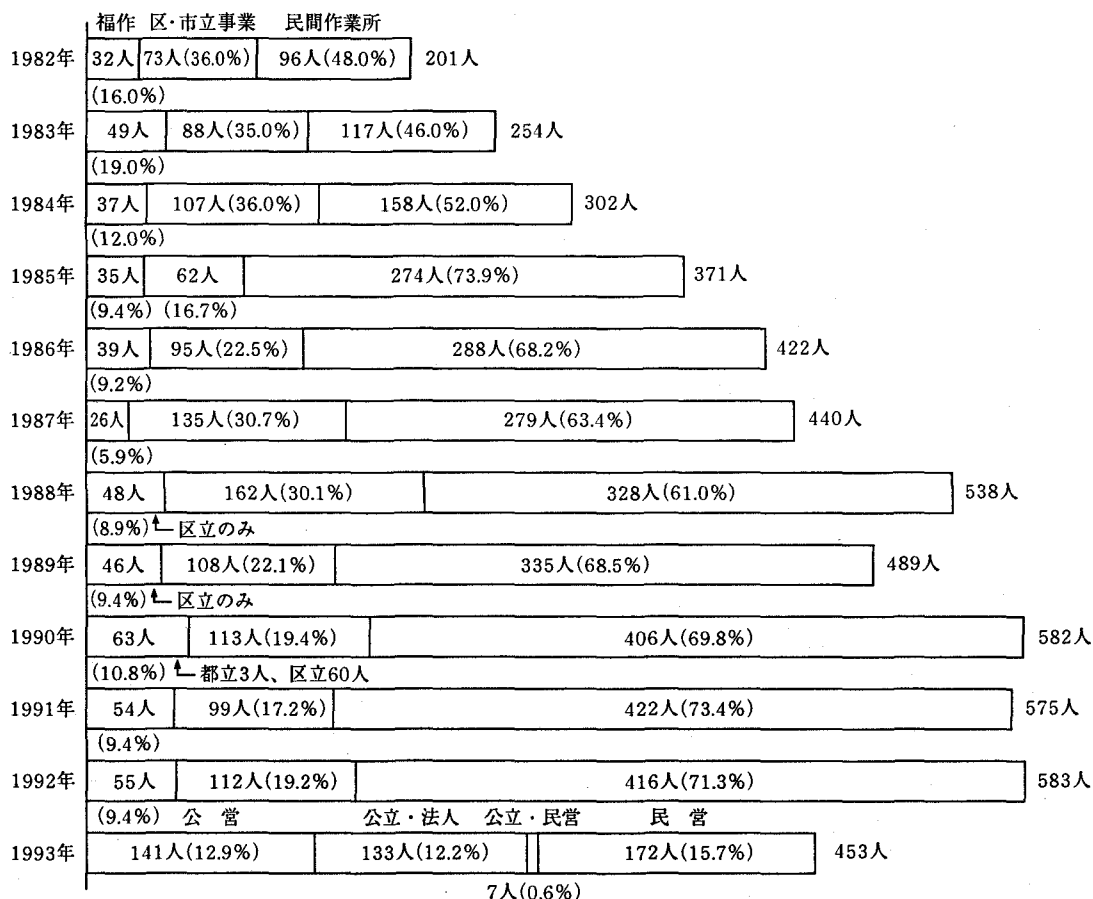 福作 区・市立事業 民間作業所
1982年 32人 73人(36.0%) 96人(48.0%) 201人
(16.0%)
1983年 49人 88人(35.0%) 117人(46.0%) 254人
(19.0%)
1984年 37人 107人(36.0%) 158人(52.0%) 302人
(12.0%)
1985年 35人 62人 274人(73.9%) 371人
(9.4%) (16.7%)
1986年 39人 95人(22.5%) 288人(68.2%) 422人
(9.2%)
1987年 26人 135人(30.7%) 279人(63.4%) 440人
(5.9%)
1988年 48人 162人(30.1%) 328人(61.0%) 538人
(8.9%) 区立のみ
1989年 46人 108人(22.1%) 335人(68.5%) 489人
(9.4%) 区立のみ
1990年 63人 113人(19.4%) 406人(69.8%) 582人
(10.8%) 都立3人、区立60人
1991年 54人 99人(17.2%) 422人(73.4%) 575人
(9.4%)
1992年 55人 112人(19.2%) 416人(71.3%) 583人
(9.4%) 公営 公立・法人 公立・民営 民営
1993年 141人(12.9%) 133人(12.2%) 172人(15.7%) 453人
7人(0.6%)